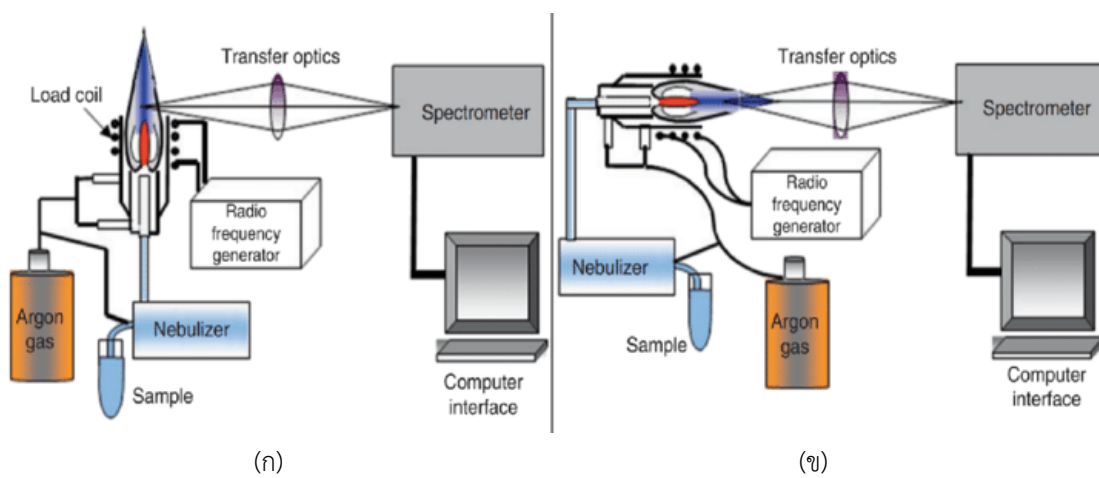 Transfer optics
Load coil
Spectrometer
Radio
frequency
generator
Argon
gas
Nebulizer
Sample
Computer
interface
(ก)
Transfer optics
Spectrometer
Radio
frequency
generator
Nebulizer
Sample
Argon
gas
Computer
interface
(ข)